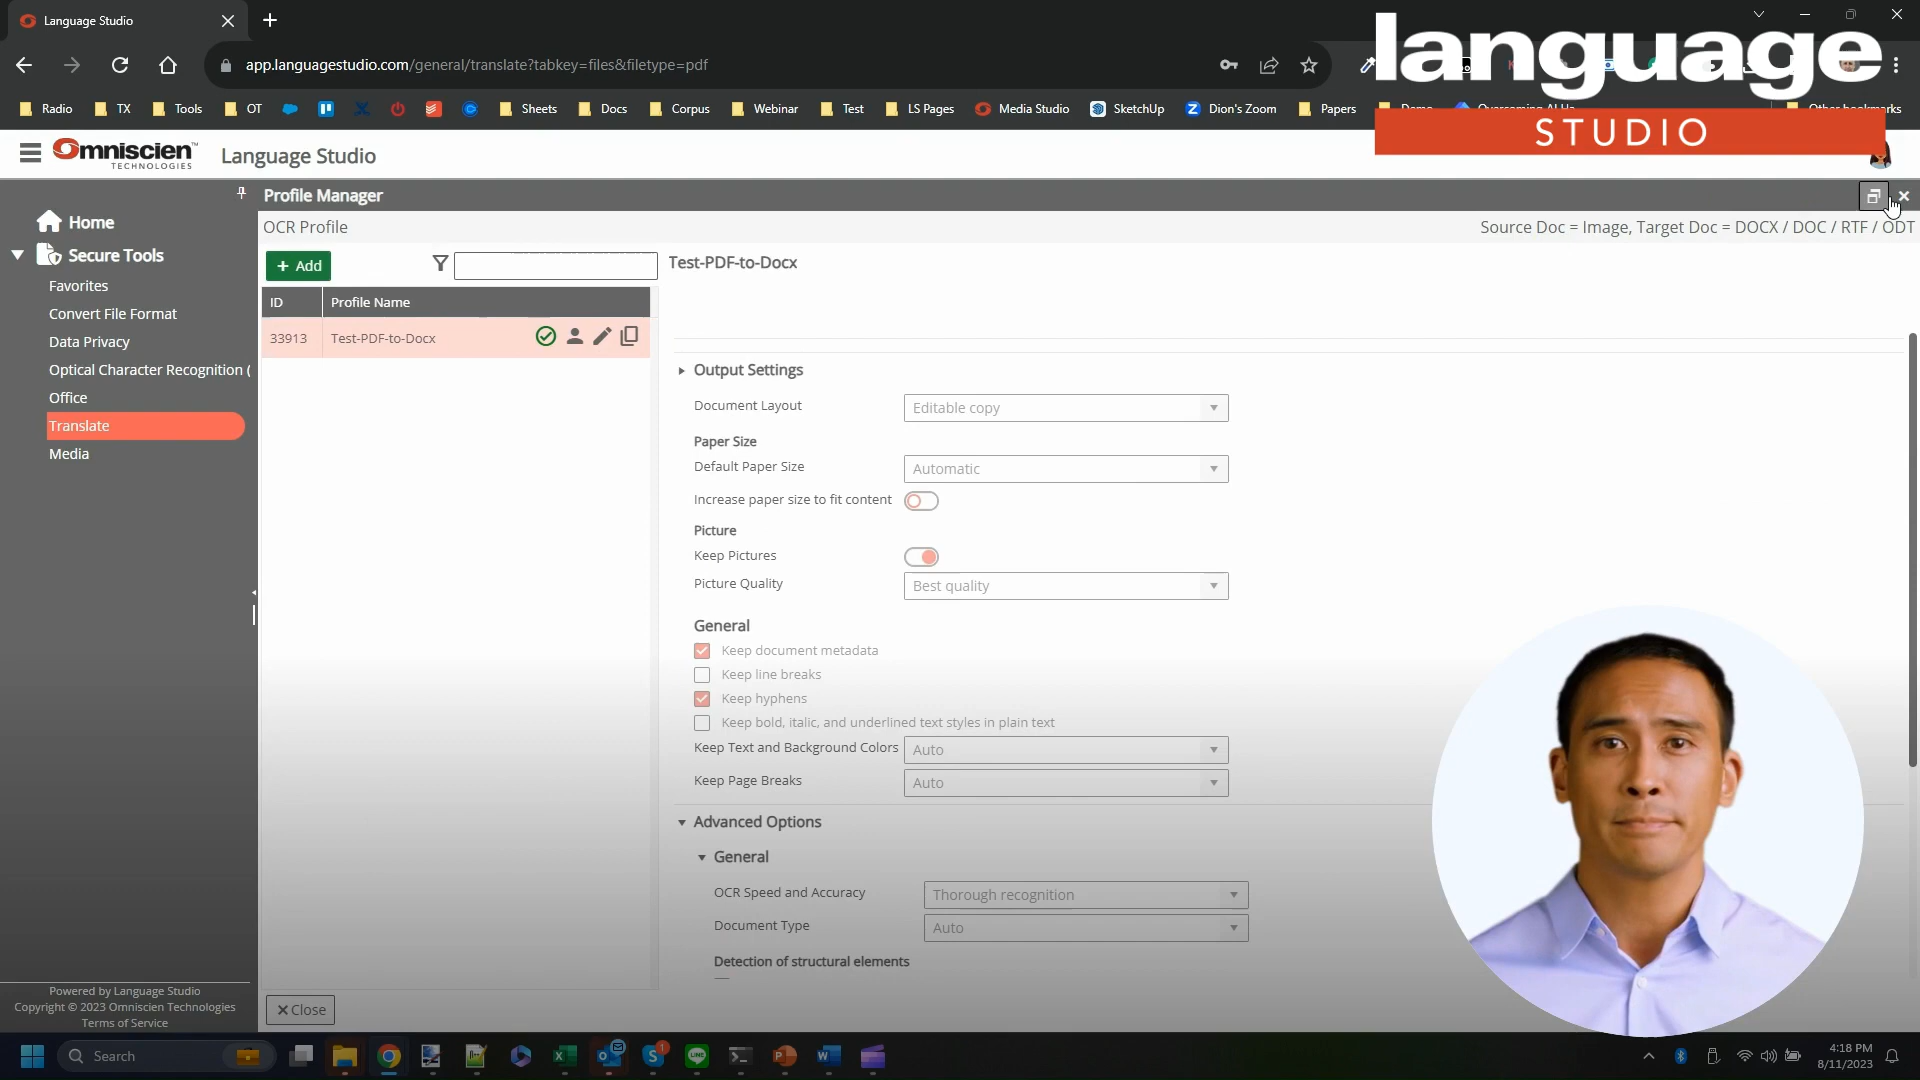 Language Studio
app.languagestudio.com/general/translate?tabkey=files&filetype=pdf
Radio
TX
Tools
OT
Sheets
Docs
Corpus
Webinar
Test
LS Pages
Media Studio
SketchUp
Dion's Zoom
Papers
language
STUDIO
Omniscien
TECHNOLOGIES
Language Studio
Profile Manager
OCR Profile
Source Doc = Image, Target Doc = DOCX / DOC / RTF / ODT
Home
Secure Tools
Favorites
Convert File Format
Data Privacy
Optical Character Recognition (
Office
Translate
Media
+ Add
Test-PDF-to-Docx
ID
Profile Name
33913
Test-PDF-to-Docx
Output Settings
Document Layout
Editable copy
Paper Size
Default Paper Size
Automatic
Increase paper size to fit content
Picture
Keep Pictures
Picture Quality
Best quality
General
Keep document metadata
Keep line breaks
Keep hyphens
Keep bold, italic, and underlined text styles in plain text
Keep Text and Background Colors
Auto
Keep Page Breaks
Auto
Advanced Options
General
OCR Speed and Accuracy
Thorough recognition
Document Type
Auto
Detection of structural elements
Close
Powered by Language Studio
Copyright © 2023 Omniscien Technologies
Terms of Service
Search
1
4:18 PM
8/11/2023